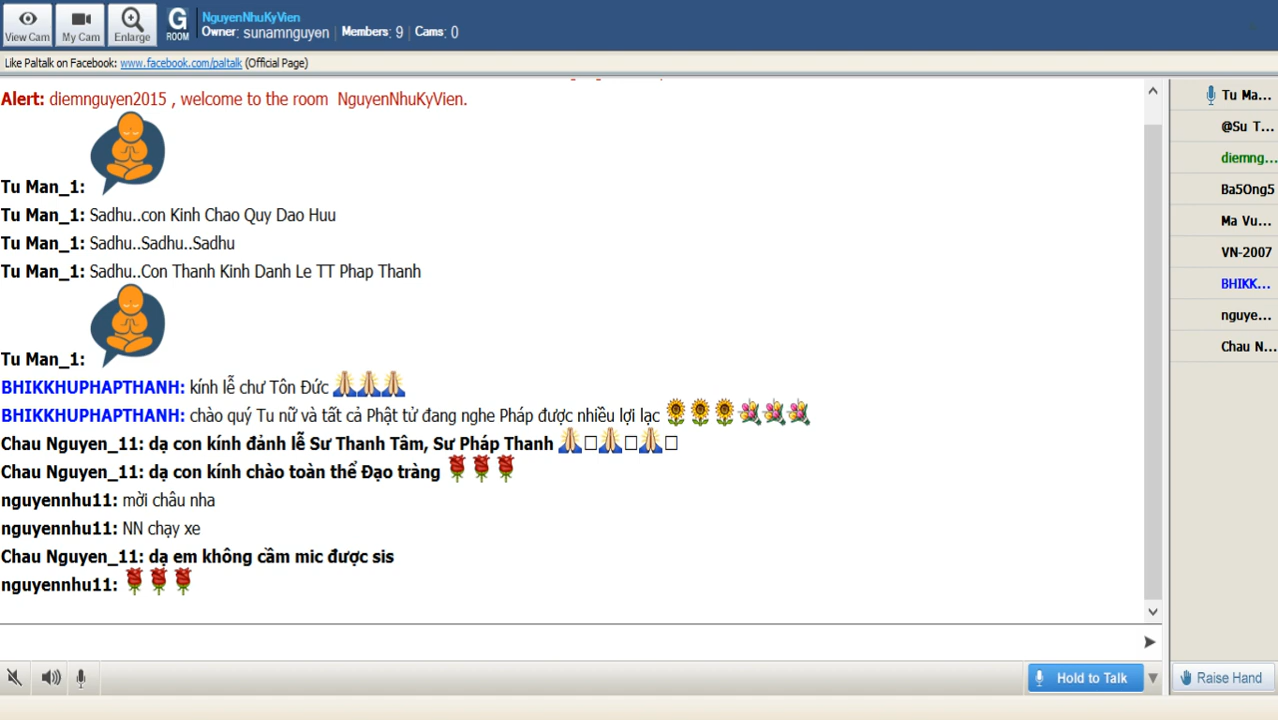 View Cam
My Cam
Enlarge
G
ROOM
NguyenNhuKyVien
Owner: sunamnguyen | Members: 9 | Cams: 0
Like Paltalk on Facebook: www.facebook.com/paltalk (Official Page)
Alert: diemnguyen2015 , welcome to the room NguyenNhuKyVien.
Tu Man_1:
Tu Man_1: Sadhu..con Kinh Chao Quy Dao Huu
Tu Man_1: Sadhu..Sadhu..Sadhu
Tu Man_1: Sadhu..Con Thanh Kinh Danh Le TT Phap Thanh
Tu Man_1:
BHIKKHUPHAPTHANH: kính lễ chư Tôn Đức
BHIKKHUPHAPTHANH: chào quý Tu nữ và tất cả Phật tử đang nghe Pháp được nhiều lợi lạc
Chau Nguyen_11: dạ con kính đảnh lễ Sư Thanh Tâm, Sư Pháp Thanh
Chau Nguyen_11: dạ con kính chào toàn thể Đạo tràng
nguyennhu11: mời châu nha
nguyennhu11: NN chạy xe
Chau Nguyen_11: dạ em không cầm mic được sis
nguyennhu11:
Tu Ma...
@Su T...
diemng...
Ba5Ong5
Ma Vu...
VN-2007
BHIKK...
nguye...
Chau N...
Hold to Talk
Raise Hand